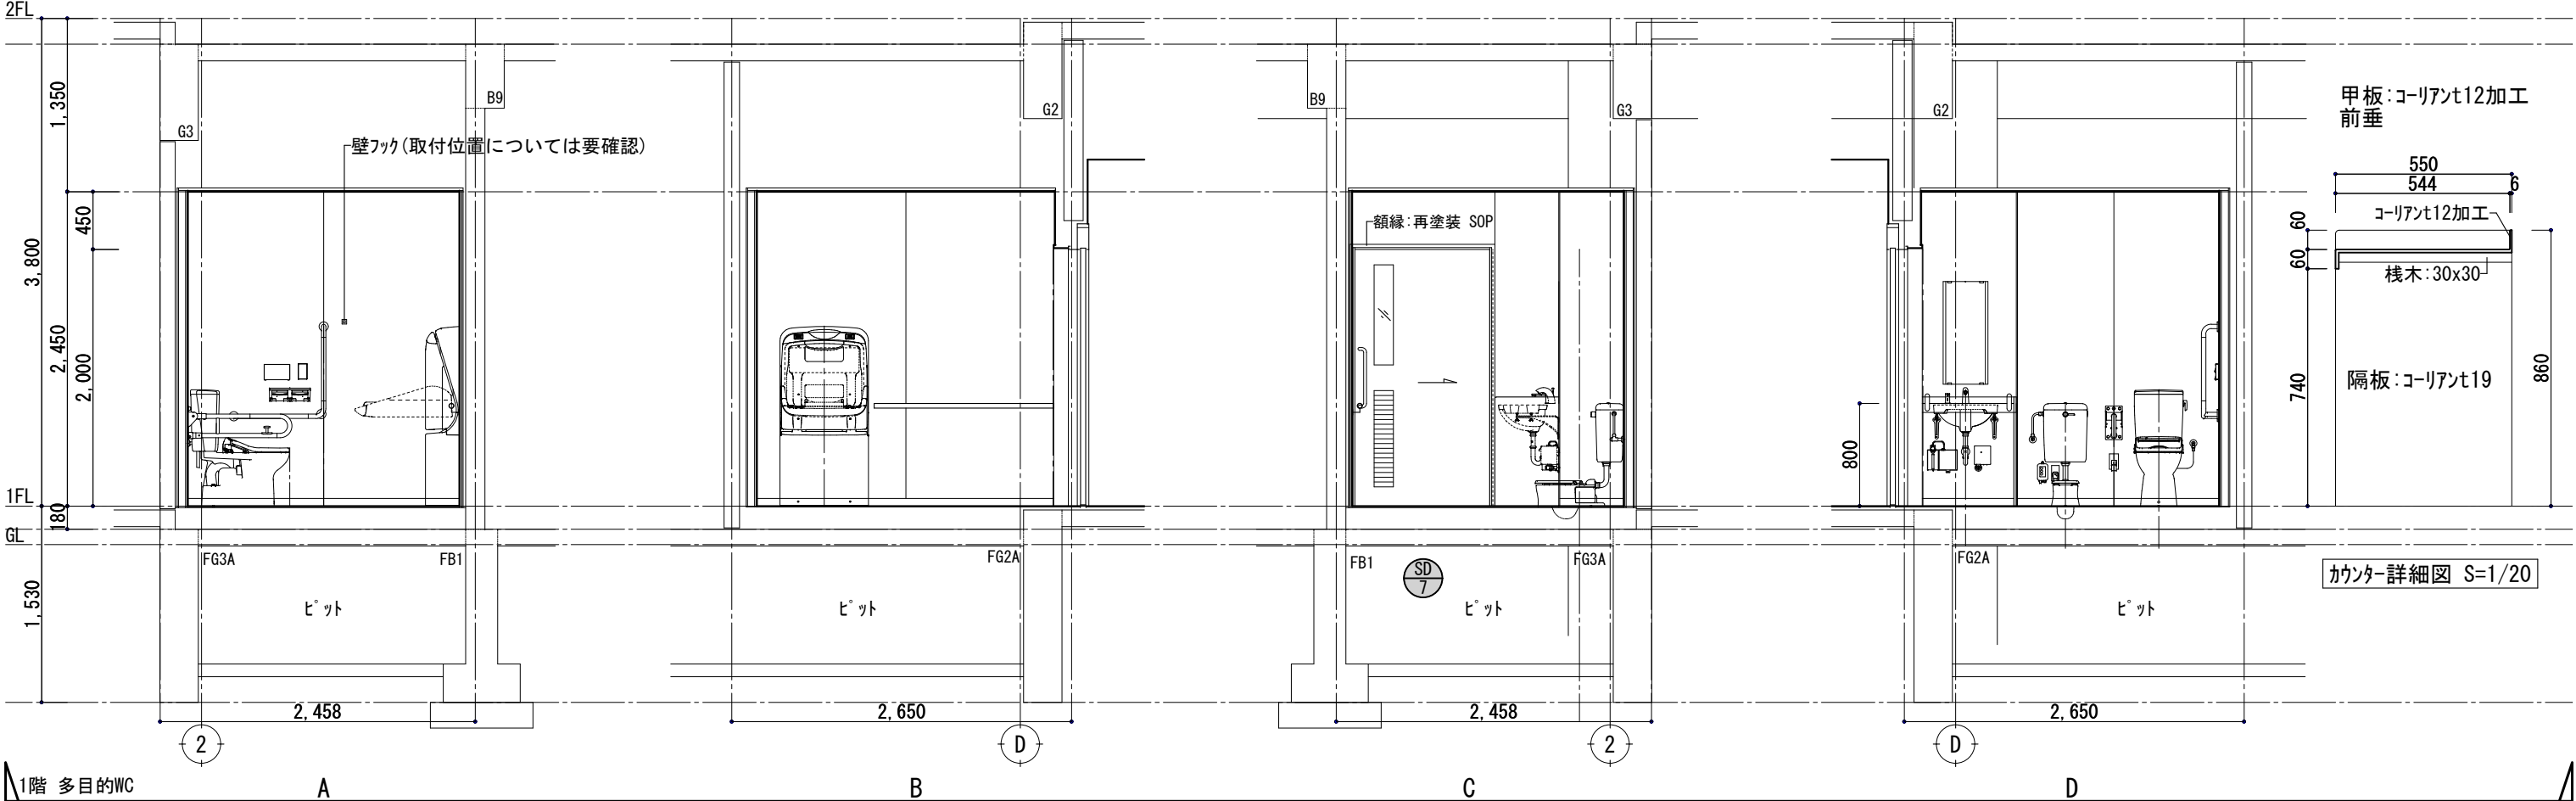 2FL
1,350
3,800
450
2,450
2,000
1FL
180
GL
1,530
G3
B9
壁フック(取付位置については要確認)
FG3A
FB1
ピット
2,458
2
A
G2
FG2A
ピット
2,650
D
B
B9
G3
額縁:再塗装 SOP
FB1
SD
7
FG3A
ピット
2,458
2
C
G2
800
FG2A
ピット
2,650
D
D
甲板:コーリアンt12加工
前垂
550
544
6
コーリアンt12加工
60
60
桟木:30x30
740
860
隔板:コーリアンt19
カウンター詳細図 S=1/20
1階 多目的WC